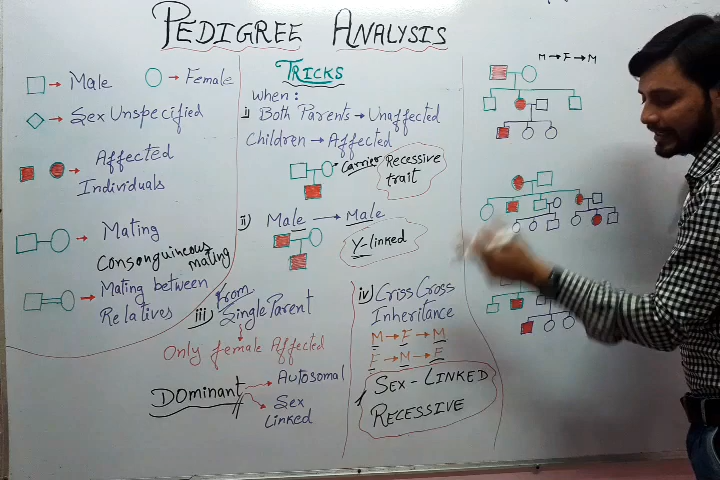 PEDIGREE ANALYSIS
→ Male
→ Female
→ Sex Unspecified
→ Affected
Individuals
→ Mating
Consonguineous
mating
→ Mating between
Relatives
TRICKS
when:
i) Both Parents → Unaffected
Children → Affected
Carrier
Recessive
trait
ii) Male → Male
Y-linked
iii) from
Single Parent
Only female Affected
DOMINANT
→ Autosomal
→ Sex
Linked
iv) Criss Cross
Inheritance
M → F → M
F → M → F
SEX-LINKED
RECESSIVE
M → F → M